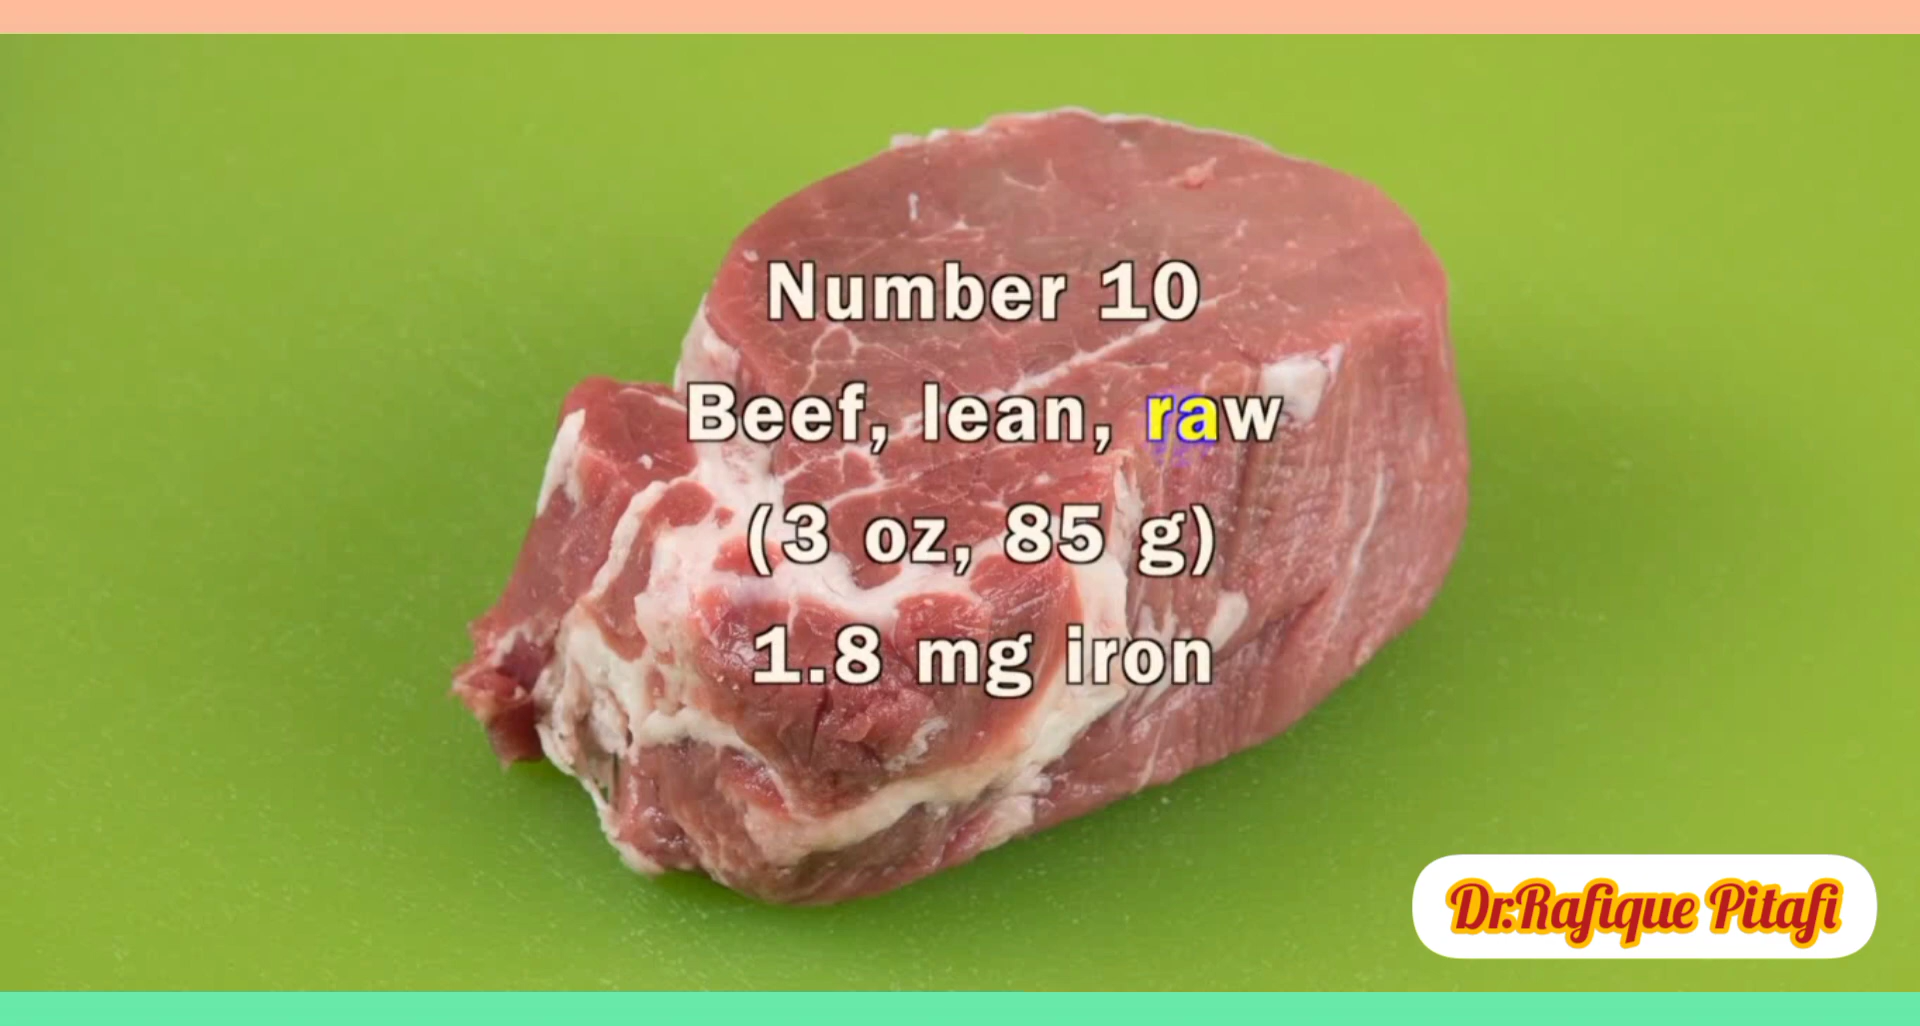 Number 10
Beef, lean, raw
(3 oz, 85 g)
1.8 mg iron
Dr.Rafique Pitafi